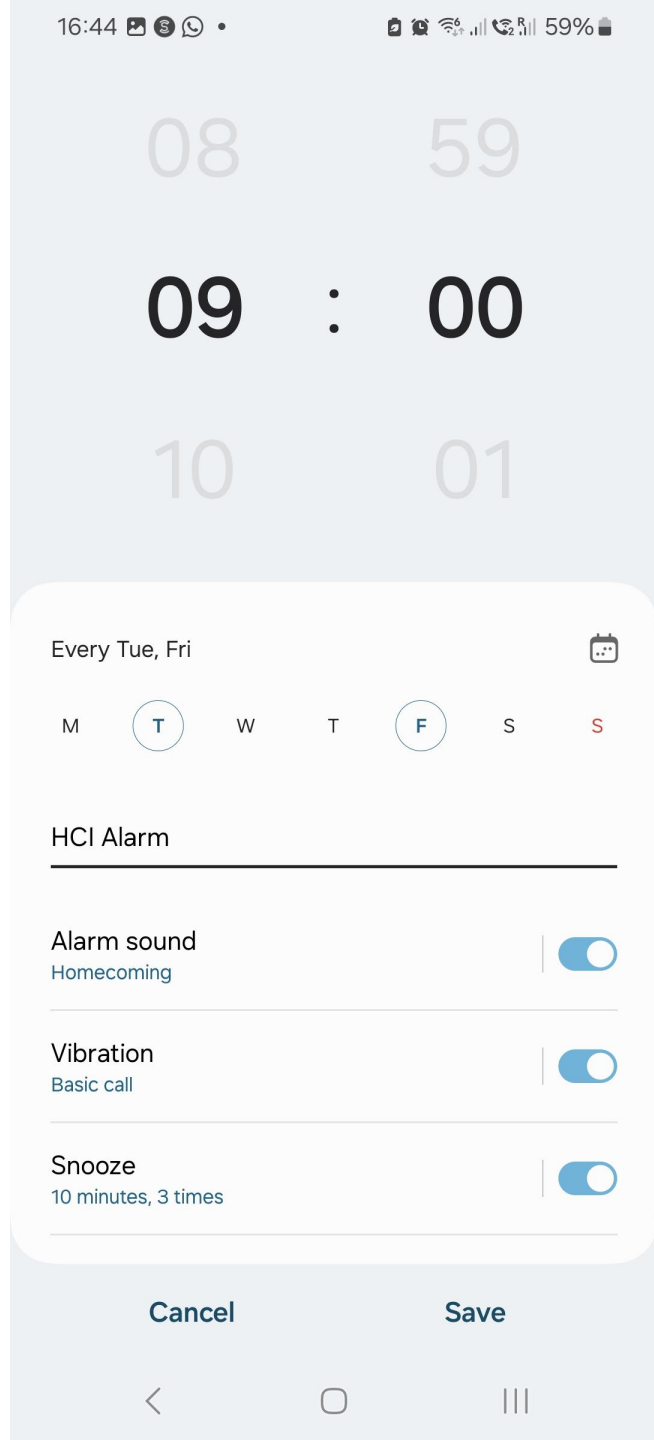 16:44 59%
08 59
09 : 00
10 01
Every Tue, Fri
M T W T F S S
HCI Alarm
Alarm sound
Homecoming
Vibration
Basic call
Snooze
10 minutes, 3 times
Cancel Save